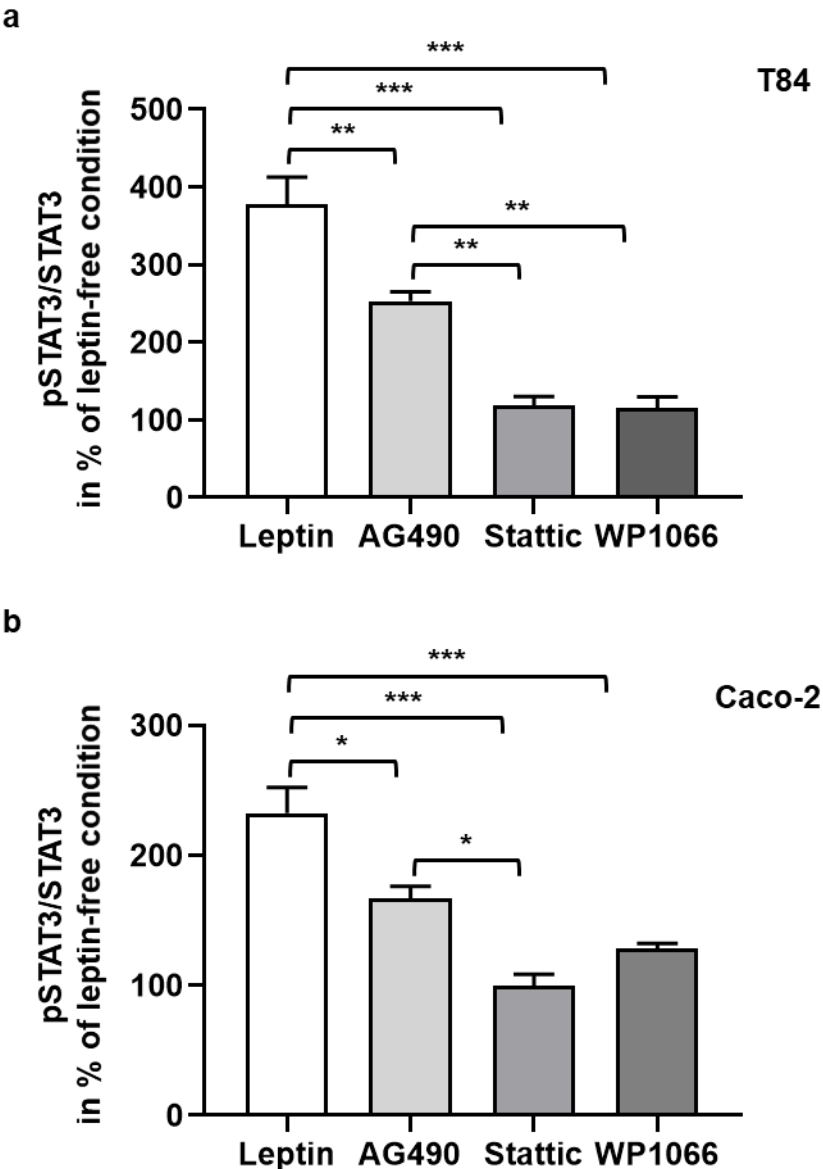 a
T84
***
***
**
**
**
pSTAT3/STAT3
in % of leptin-free condition
500
400
300
200
100
0
Leptin AG490 Stattic WP1066
b
Caco-2
***
***
*
*
pSTAT3/STAT3
in % of leptin-free condition
300
200
100
0
Leptin AG490 Stattic WP1066